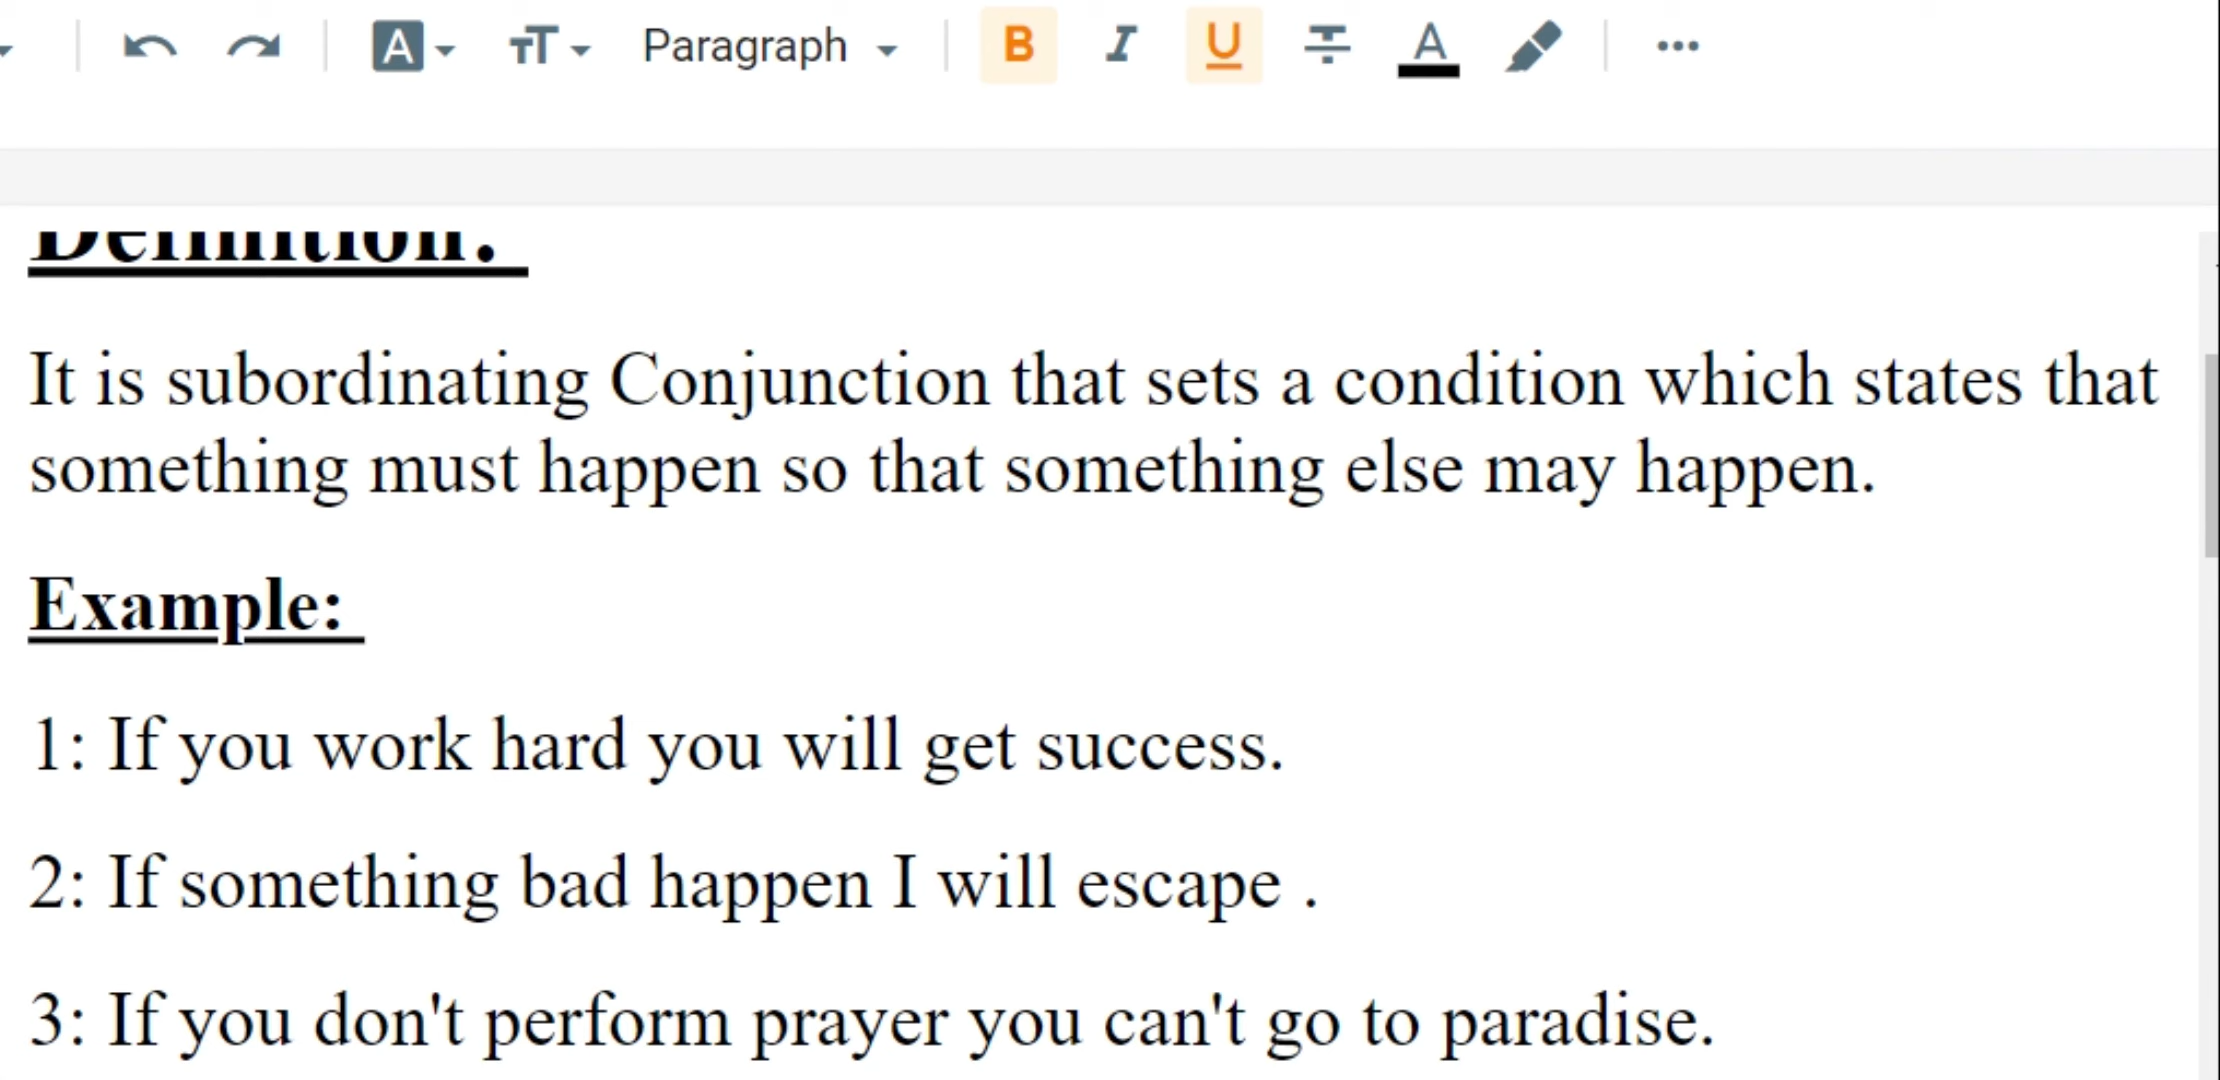 Paragraph B I U T A
Definition:
It is subordinating Conjunction that sets a condition which states that
something must happen so that something else may happen.
Example:
1: If you work hard you will get success.
2: If something bad happen I will escape .
3: If you don't perform prayer you can't go to paradise.